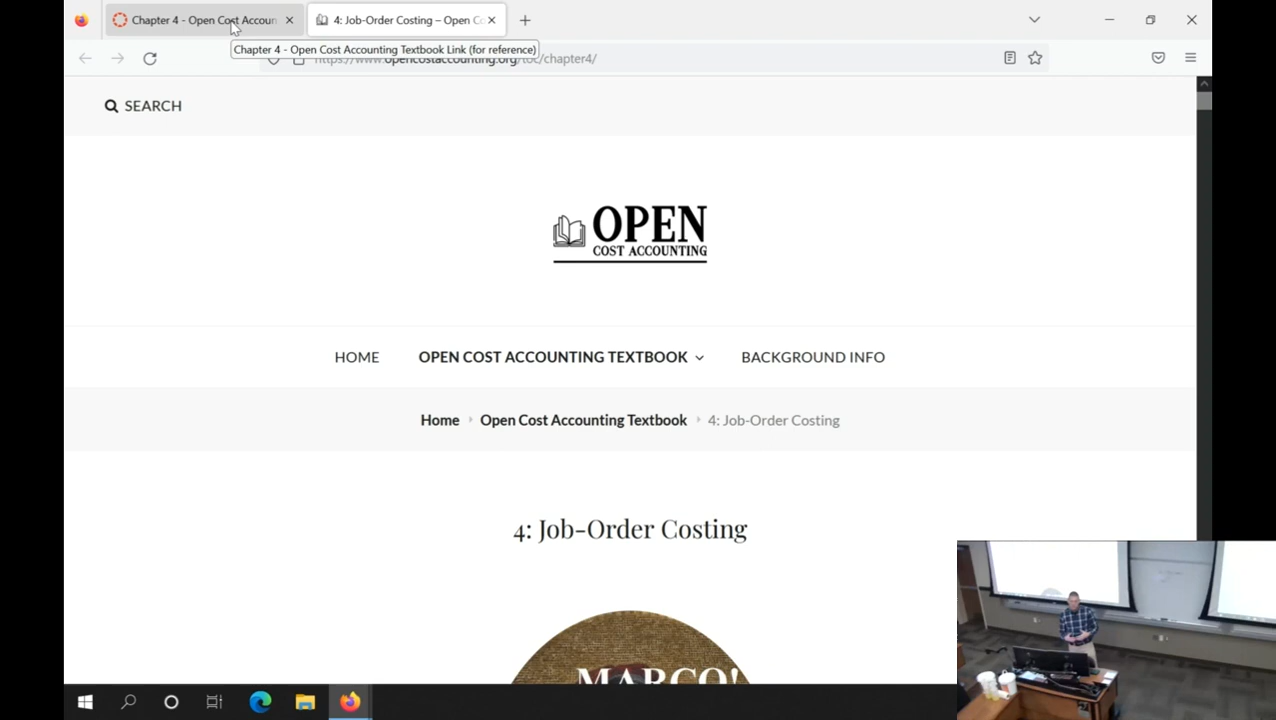 Chapter 4 - Open Cost Accoun
4: Job-Order Costing – Open Co
Chapter 4 - Open Cost Accounting Textbook Link (for reference)
https://www.opencostaccounting.org/toc/chapter4/
SEARCH
OPEN
COST ACCOUNTING
HOME
OPEN COST ACCOUNTING TEXTBOOK
BACKGROUND INFO
Home
Open Cost Accounting Textbook
4: Job-Order Costing
4: Job-Order Costing
MARCO!